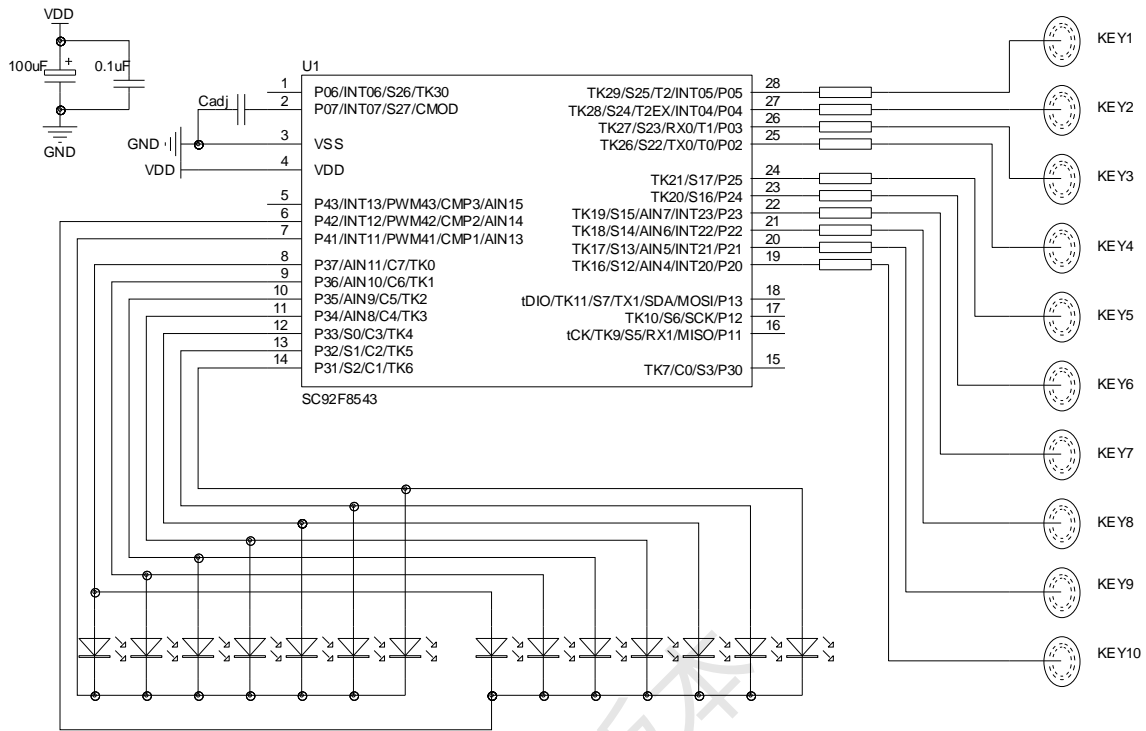 VDD
100uF
+
0.1uF
GND
Cadj
GND
VDD
U1
1 P06/INT06/S26/TK30
2 P07/INT07/S27/CMOD
3 VSS
4 VDD
5 P43/INT13/PWM43/CMP3/AIN15
6 P42/INT12/PWM42/CMP2/AIN14
7 P41/INT11/PWM41/CMP1/AIN13
8 P37/AIN11/C7/TK0
9 P36/AIN10/C6/TK1
10 P35/AIN9/C5/TK2
11 P34/AIN8/C4/TK3
12 P33/S0/C3/TK4
13 P32/S1/C2/TK5
14 P31/S2/C1/TK6
TK29/S25/T2/INT05/P05 28
TK28/S24/T2EX/INT04/P04 27
TK27/S23/RX0/T1/P03 26
TK26/S22/TX0/T0/P02 25
TK21/S17/P25 24
TK20/S16/P24 23
TK19/S15/AIN7/INT23/P23 22
TK18/S14/AIN6/INT22/P22 21
TK17/S13/AIN5/INT21/P21 20
TK16/S12/AIN4/INT20/P20 19
tDIO/TK11/S7/TX1/SDA/MOSI/P13 18
TK10/S6/SCK/P12 17
tCK/TK9/S5/RX1/MISO/P11 16
TK7/C0/S3/P30 15
SC92F8543
KEY1
KEY2
KEY3
KEY4
KEY5
KEY6
KEY7
KEY8
KEY9
KEY10
本